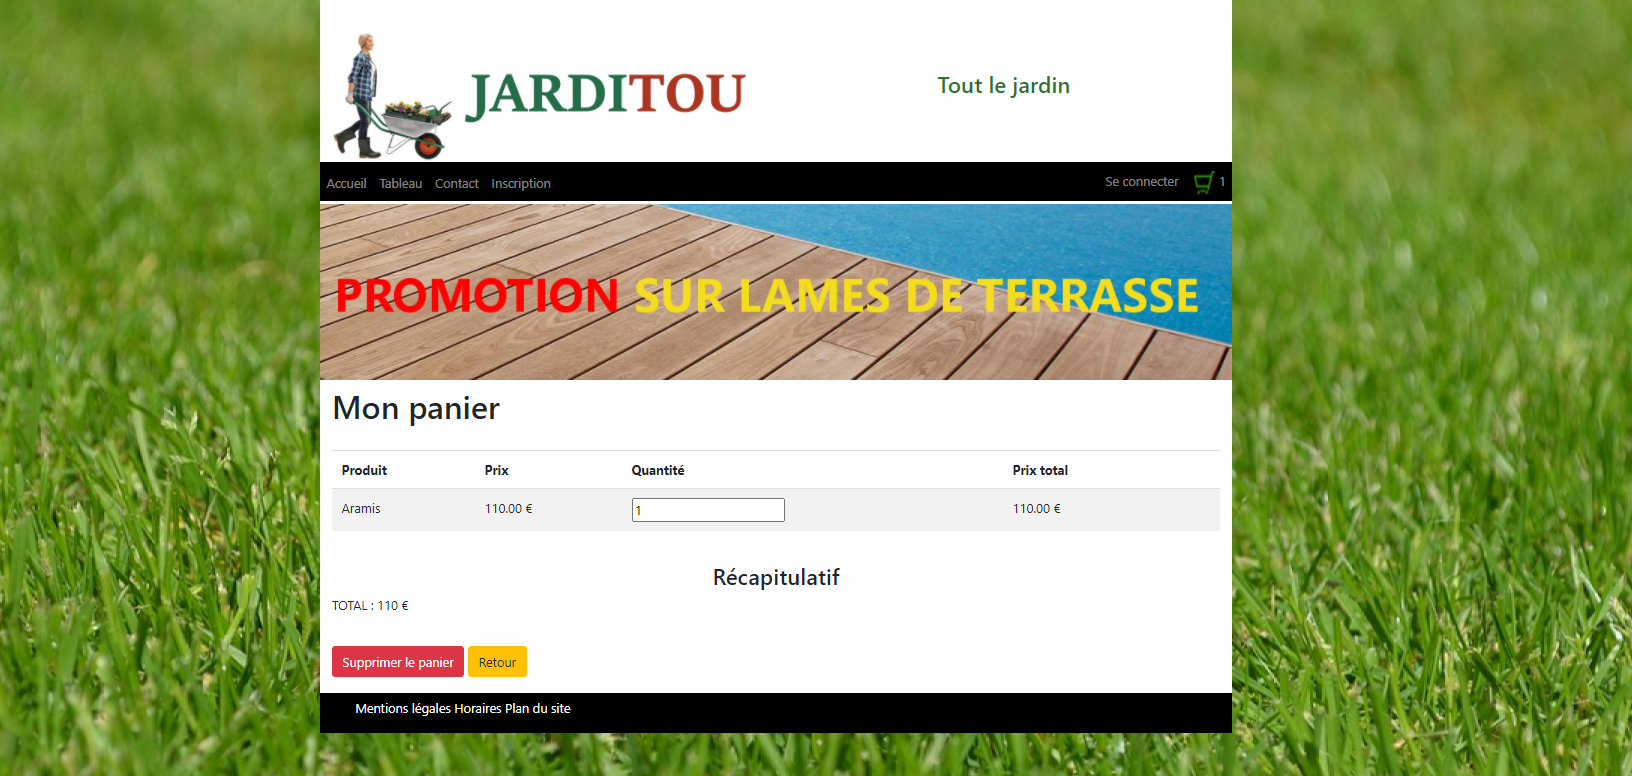 JARDITOU
Tout le jardin
Accueil Tableau Contact Inscription Se connecter 1
PROMOTION SUR LAMES DE TERRASSE
Mon panier
Produit Prix Quantité Prix total
Aramis 110.00 € 1 110.00 €
Récapitulatif
TOTAL : 110 €
Supprimer le panier Retour
Mentions légales Horaires Plan du site